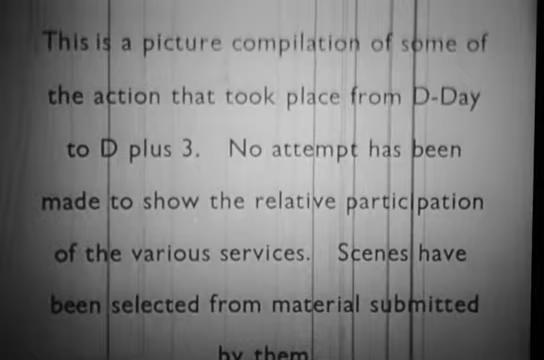 This is a picture compilation of some of
the action that took place from D-Day
to D plus 3. No attempt has been
made to show the relative participation
of the various services. Scenes have
been selected from material submitted
by them